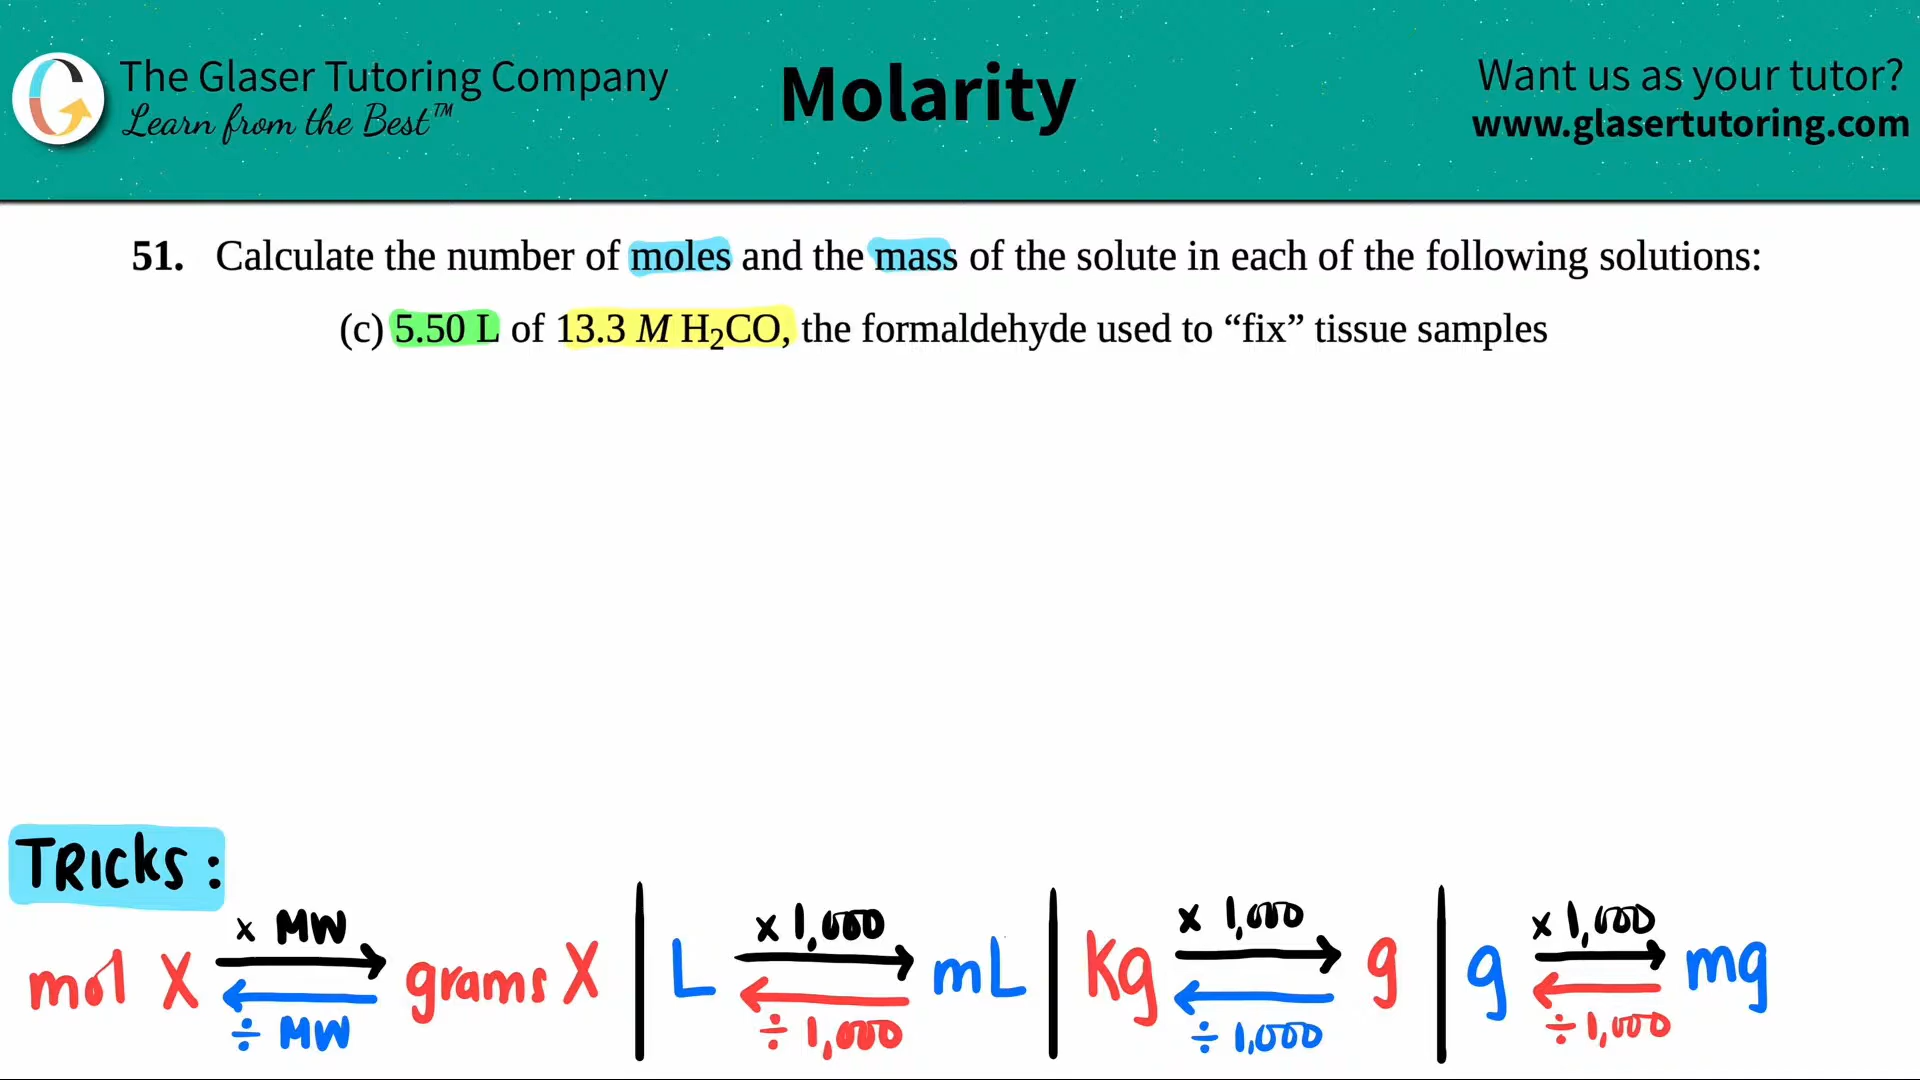 The Glaser Tutoring Company
Learn from the Best™
Molarity
Want us as your tutor?
www.glasertutoring.com
51. Calculate the number of moles and the mass of the solute in each of the following solutions:
(c) 5.50 L of 13.3 M H₂CO, the formaldehyde used to “fix” tissue samples
TRICKS:
x MW
mol X grams X
÷ MW
x 1,000
L mL
÷ 1,000
x 1,000
kg g
÷ 1,000
x 1,000
g mg
÷ 1,000